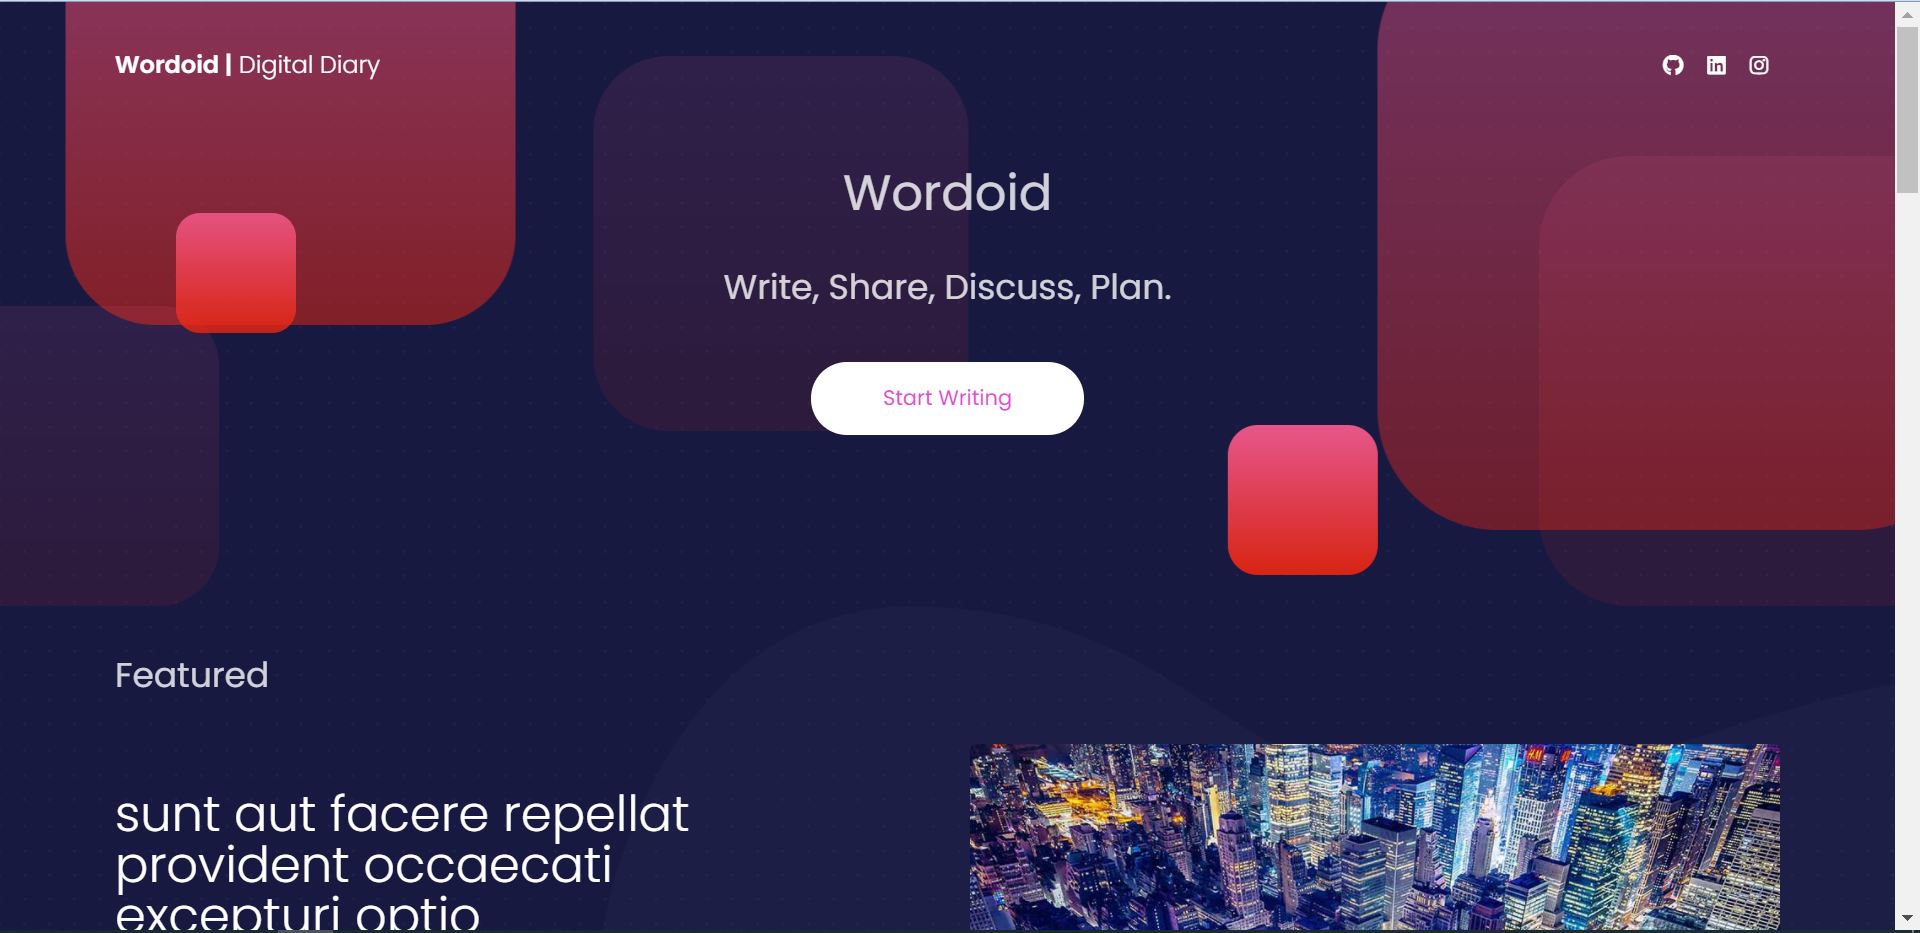 Wordoid | Digital Diary
Wordoid
Write, Share, Discuss, Plan.
Start Writing
Featured
sunt aut facere repellat
provident occaecati
excepturi optio